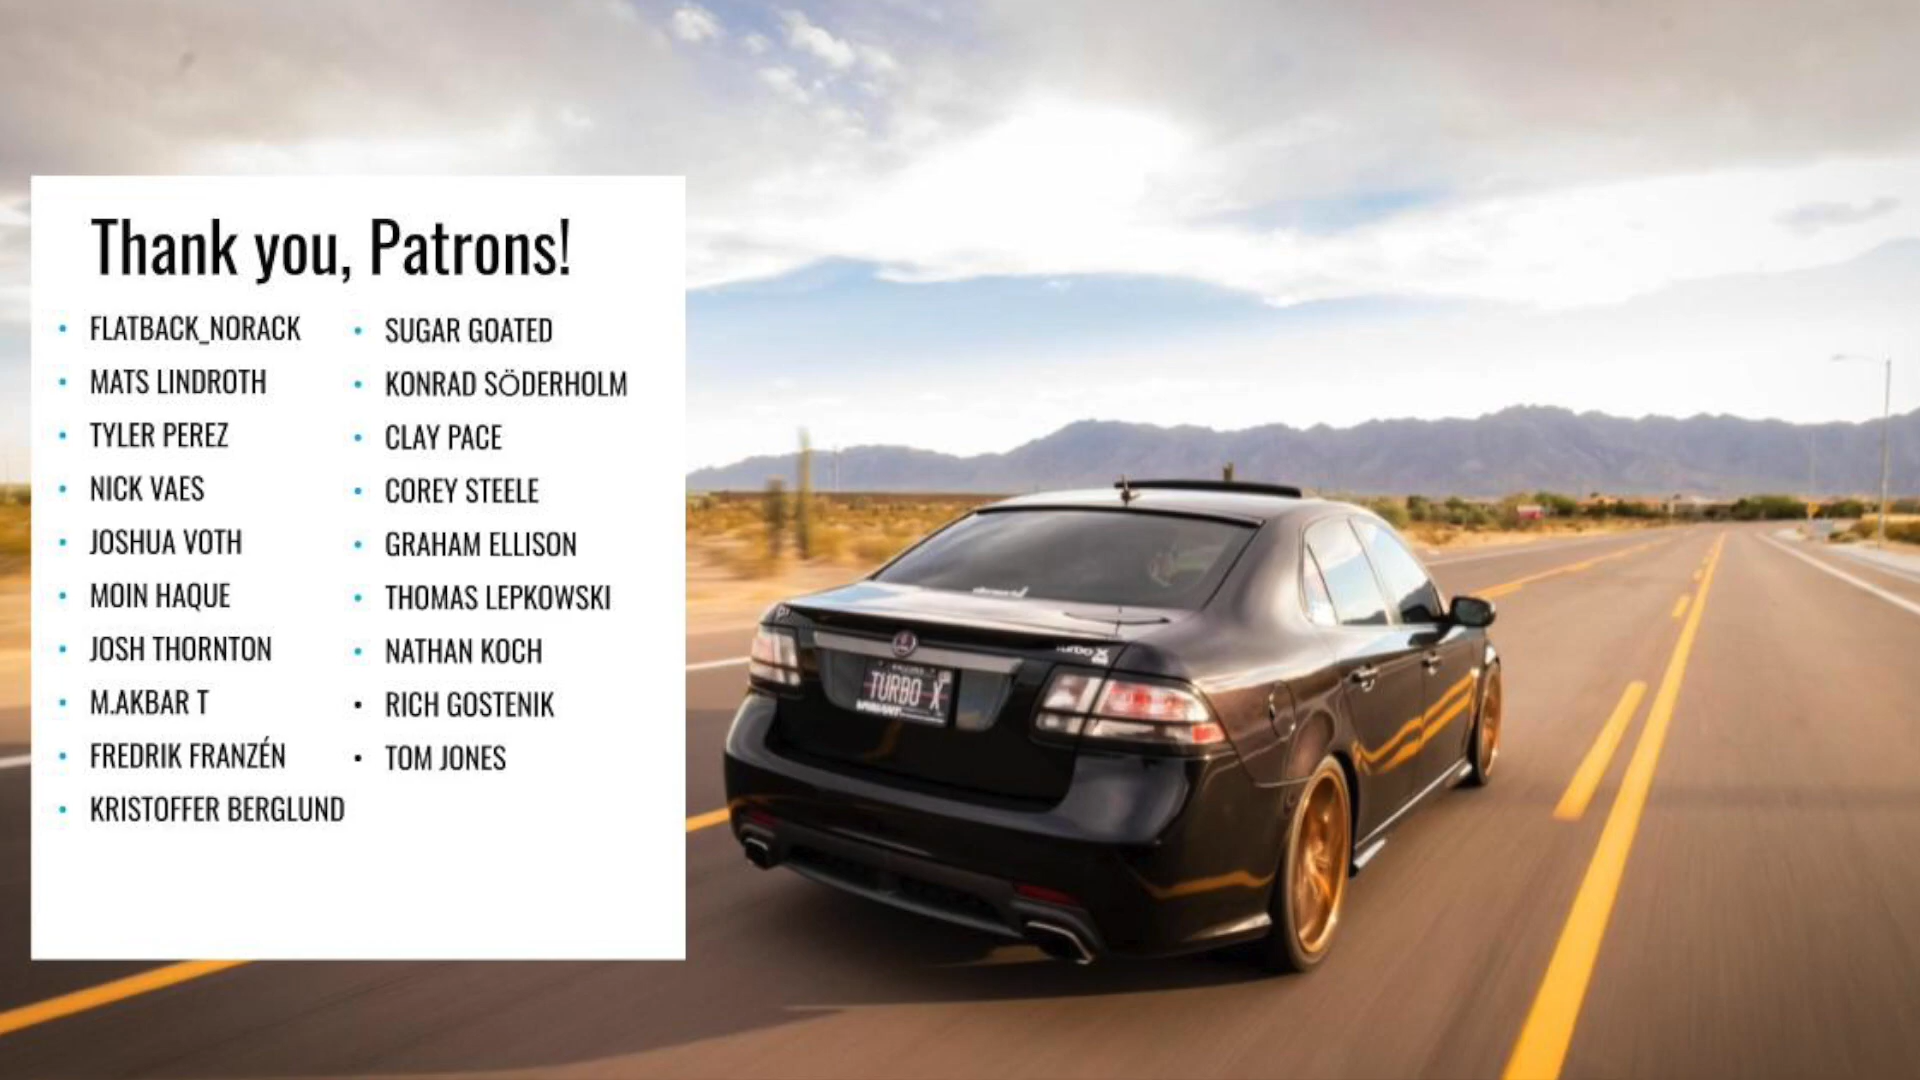 Thank you, Patrons!
FLATBACK_NORACK
MATS LINDROTH
TYLER PEREZ
NICK VAES
JOSHUA VOTH
MOIN HAQUE
JOSH THORNTON
M.AKBAR T
FREDRIK FRANZÉN
KRISTOFFER BERGLUND
SUGAR GOATED
KONRAD SÖDERHOLM
CLAY PACE
COREY STEELE
GRAHAM ELLISON
THOMAS LEPKOWSKI
NATHAN KOCH
RICH GOSTENIK
TOM JONES
Turbo X
TURBO X